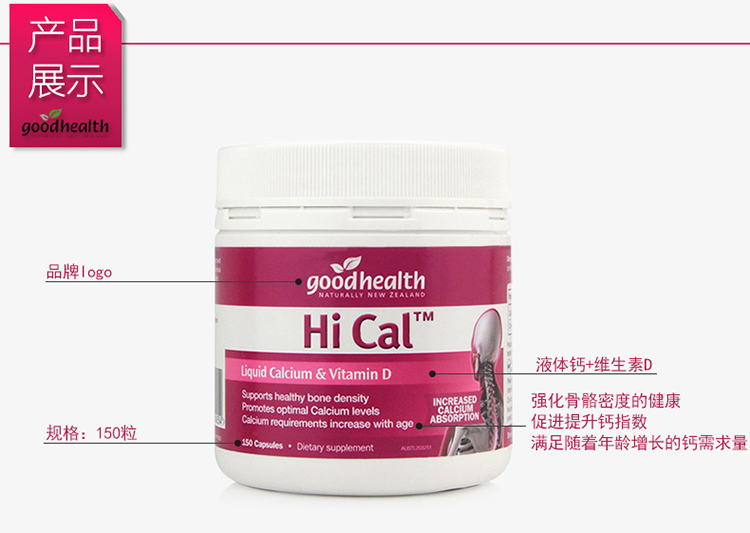 产品
展示
goodhealth
品牌logo
goodhealth
NATURALLY NEW ZEALAND
Hi Cal™
Liquid Calcium & Vitamin D
Supports healthy bone density
Promotes optimal Calcium levels
Calcium requirements increase with age
INCREASED
CALCIUM
ABSORPTION
150 Capsules • Dietary supplement
液体钙+维生素D
强化骨骼密度的健康
促进提升钙指数
满足随着年龄增长的钙需求量
规格：150粒